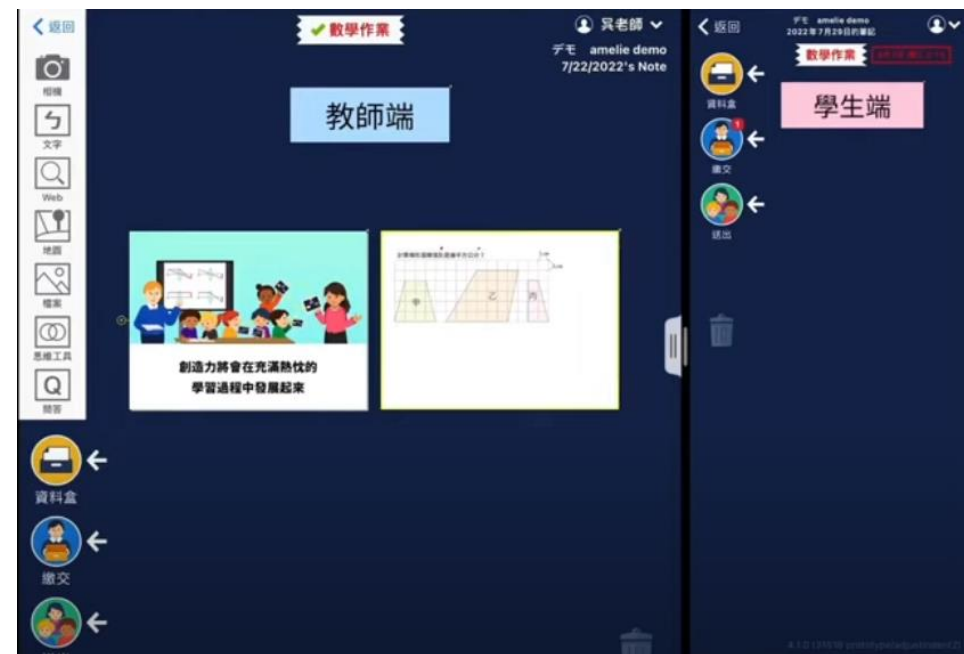 返回
✓ 數學作業
吳老師
デモ amelie demo
7/22/2022's Note
教師端
相機
文字
Web
地圖
檔案
思維工具
問答
資料盒
繳交
創造力將會在充滿熱忱的
學習過程中發展起來
甲
乙
丙
返回
デモ amelie demo
2022年7月29日的筆記
數學作業
學生端
資料盒
1
繳交
送出